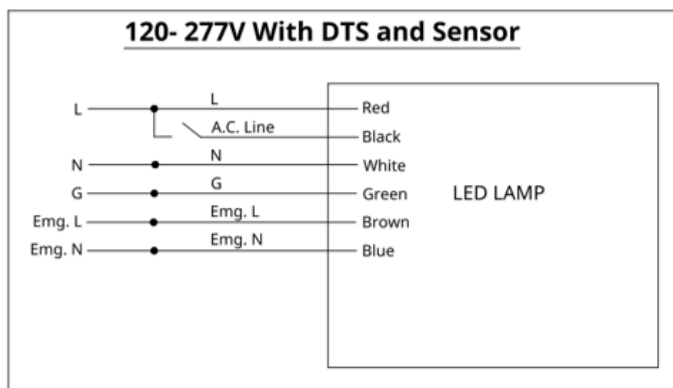 120- 277V With DTS and Sensor
L L Red
A.C. Line Black
N N White
G G Green LED LAMP
Emg. L Emg. L Brown
Emg. N Emg. N Blue